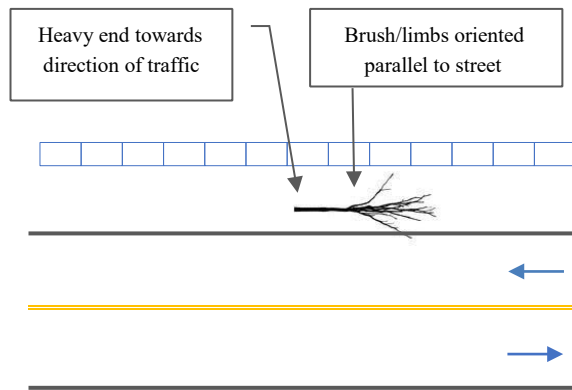 Heavy end towards
direction of traffic
Brush/limbs oriented
parallel to street